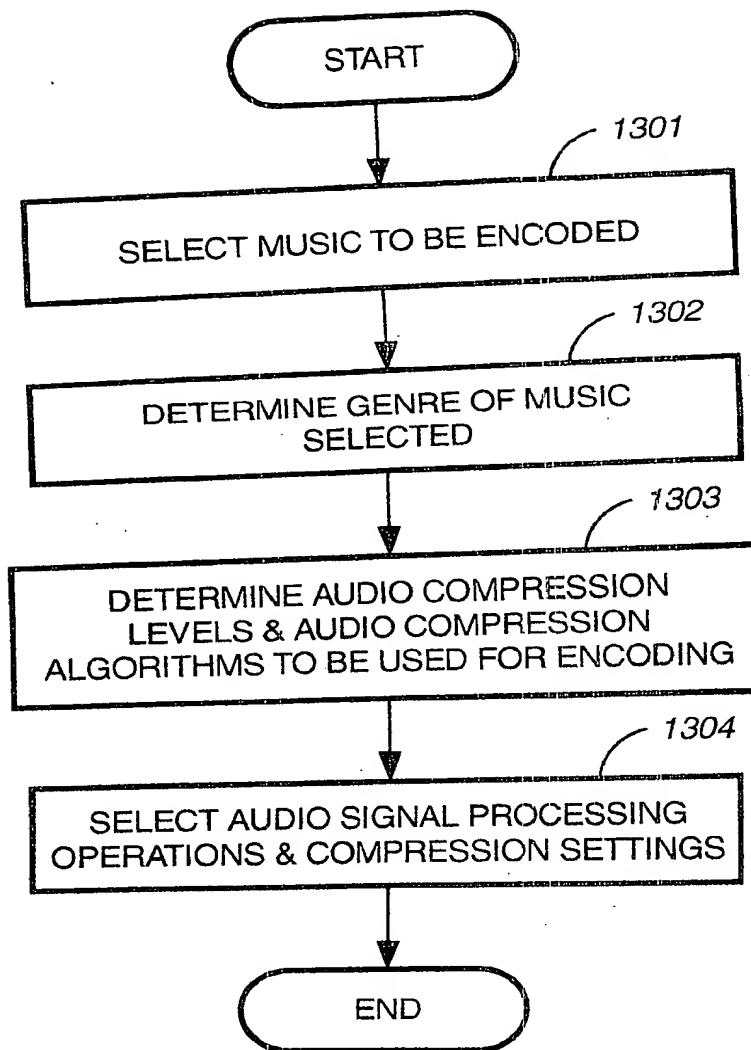 START
1301
SELECT MUSIC TO BE ENCODED
1302
DETERMINE GENRE OF MUSIC
SELECTED
1303
DETERMINE AUDIO COMPRESSION
LEVELS & AUDIO COMPRESSION
ALGORITHMS TO BE USED FOR ENCODING
1304
SELECT AUDIO SIGNAL PROCESSING
OPERATIONS & COMPRESSION SETTINGS
END